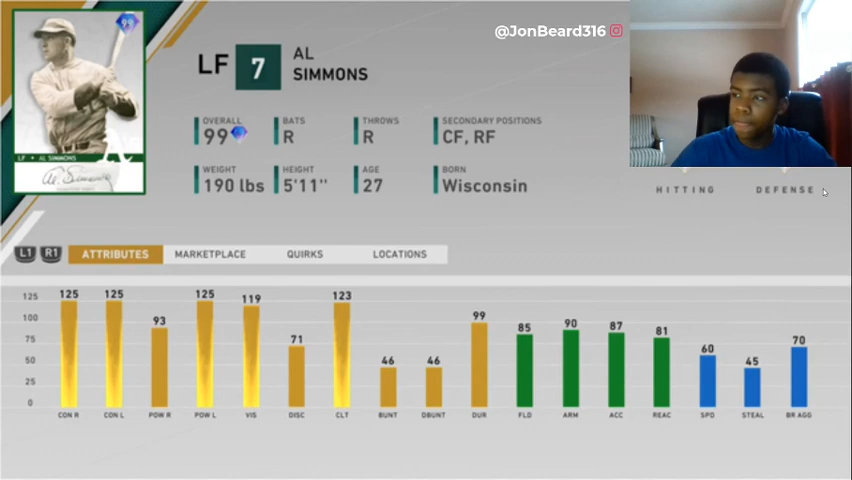 @JonBeard316
99
LF 7 AL
SIMMONS
OVERALL BATS THROWS SECONDARY POSITIONS
99 R R CF, RF
LF • AL SIMMONS
WEIGHT HEIGHT AGE BORN
190 lbs 5'11" 27 Wisconsin
HITTING DEFENSE
L1 R1 ATTRIBUTES MARKETPLACE QUIRKS LOCATIONS
125 125 125 93 125 119 71 123 46 46 99 85 90 87 81 60 45 70
100
75
50
25
0
CON R CON L POW R POW L VIS DISC CLT BUNT DBUNT DUR FLD ARM ACC REAC SPD STEAL BR AGG